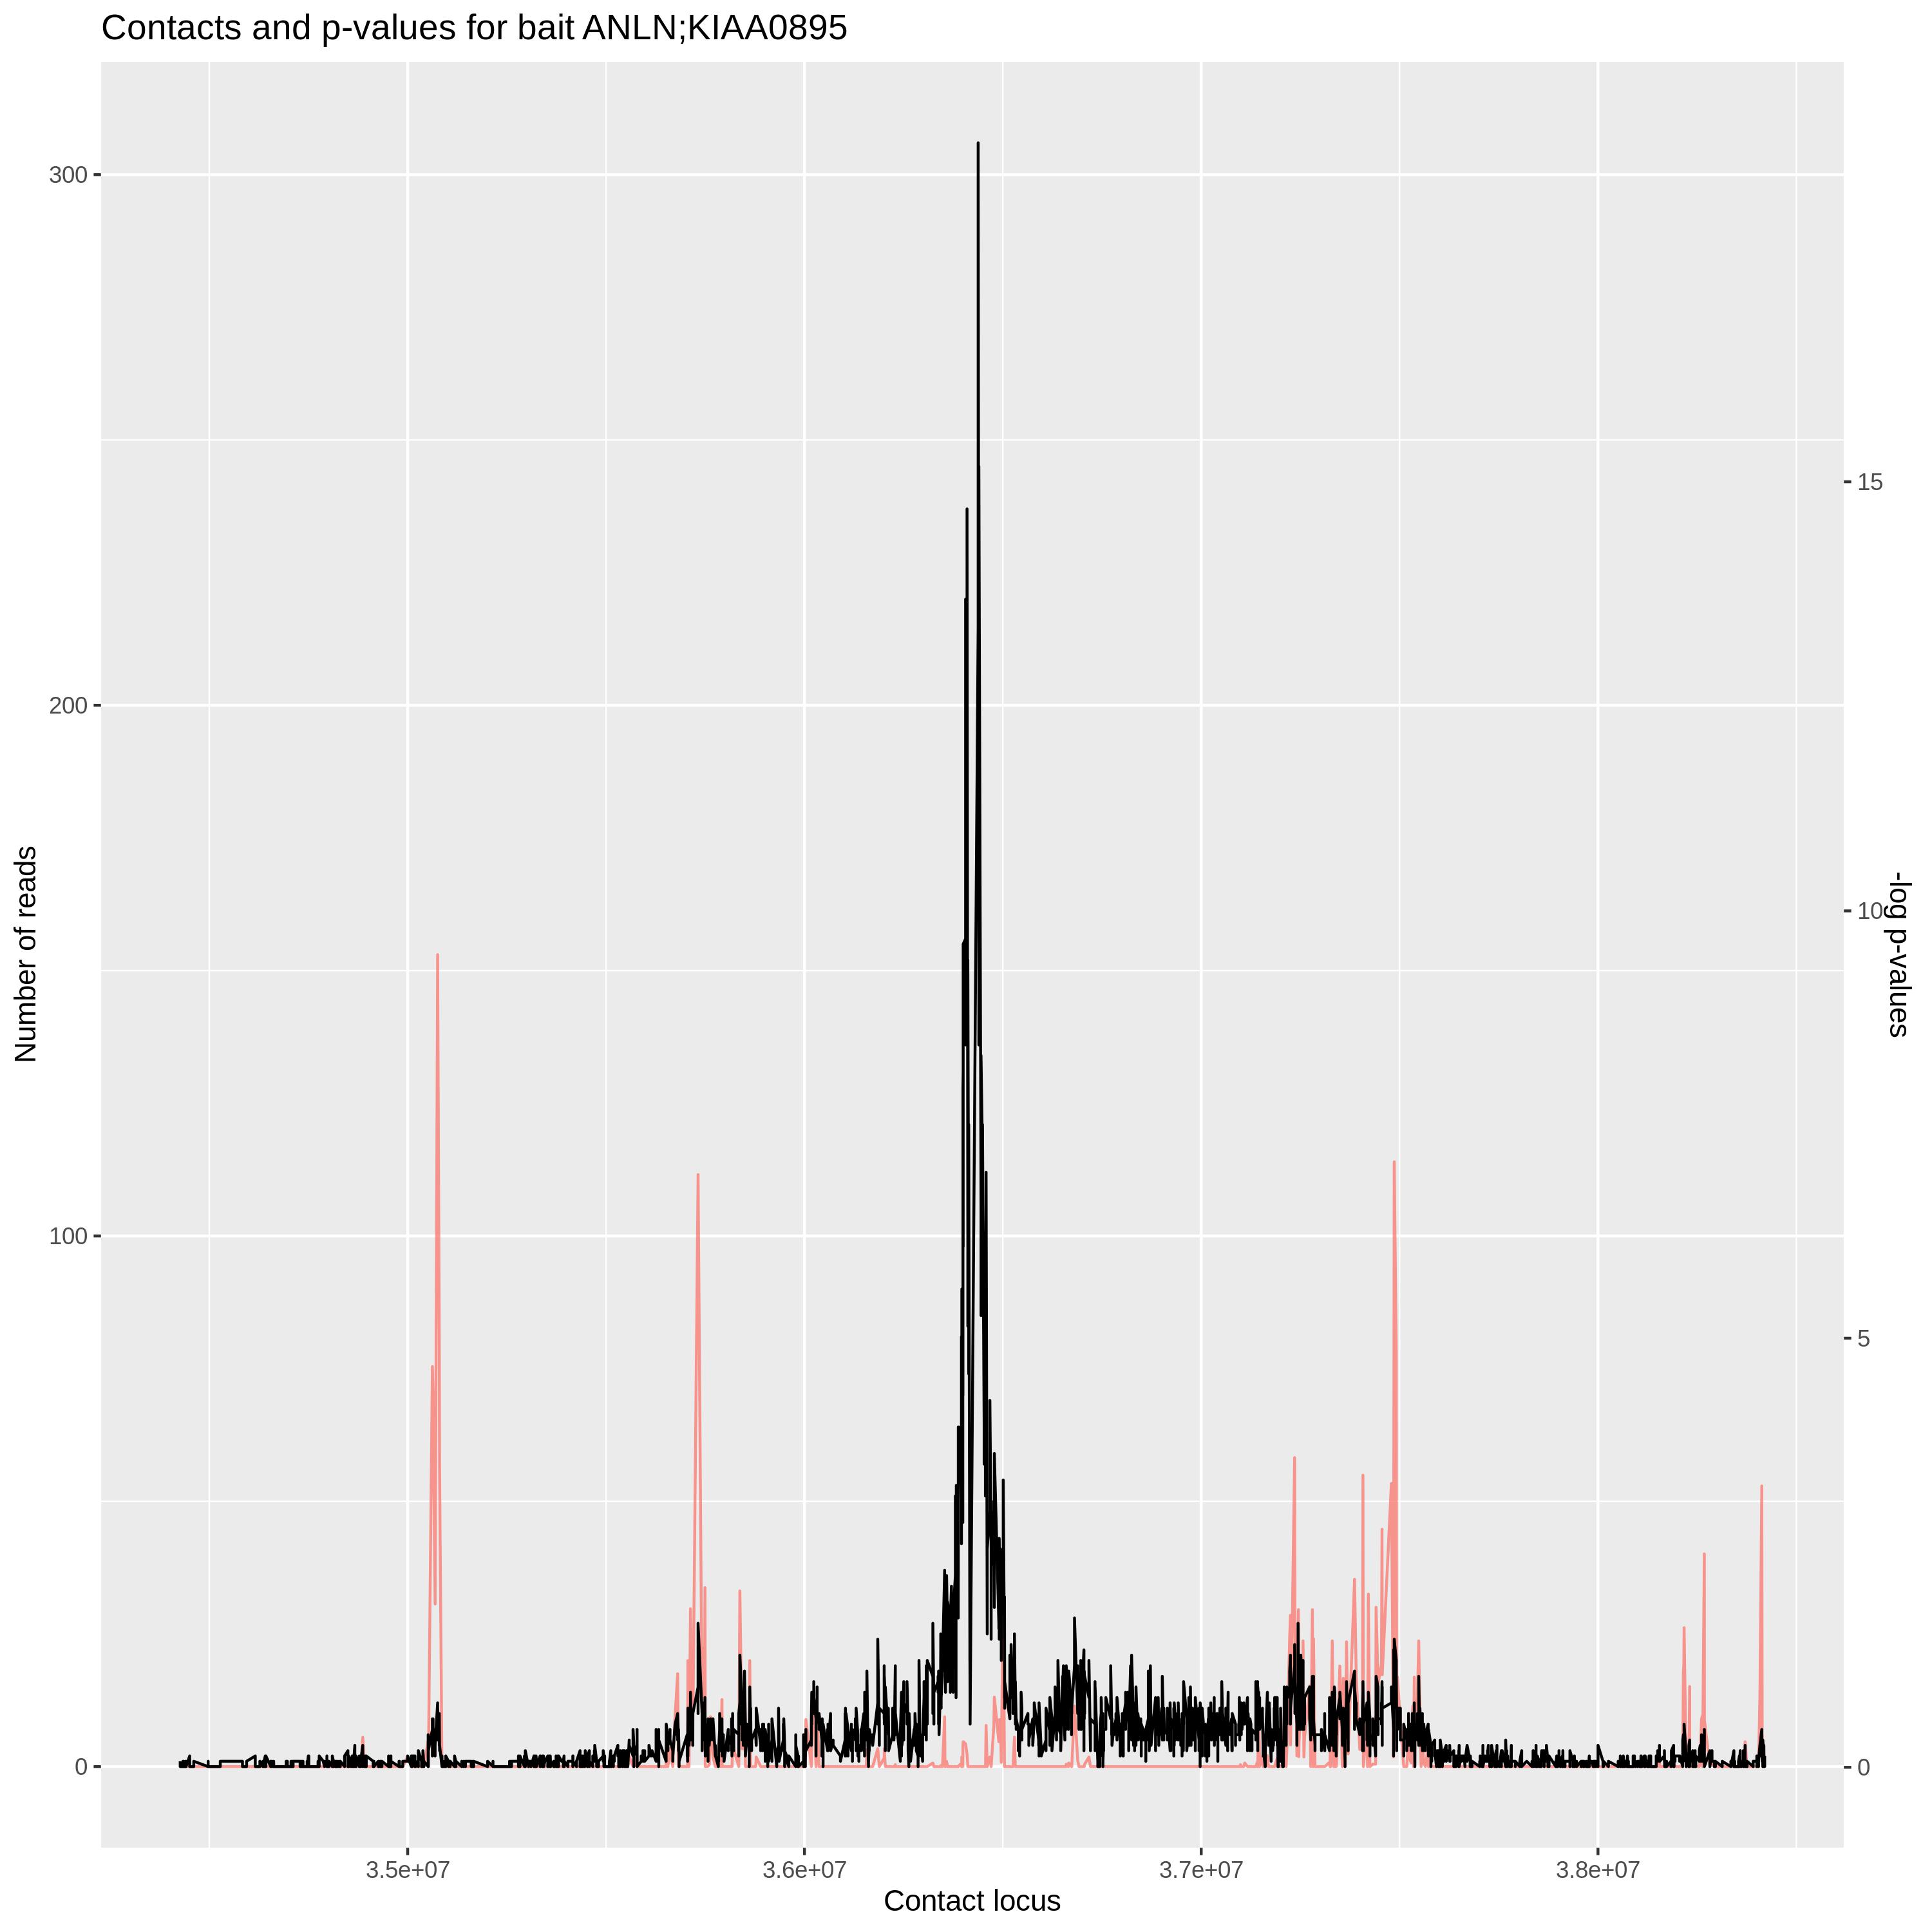 Contacts and p-values for bait ANLN;KIAA0895
300
200
100
0
Number of reads
15
10
5
0
-log p-values
3.5e+07
3.6e+07
3.7e+07
3.8e+07
Contact locus